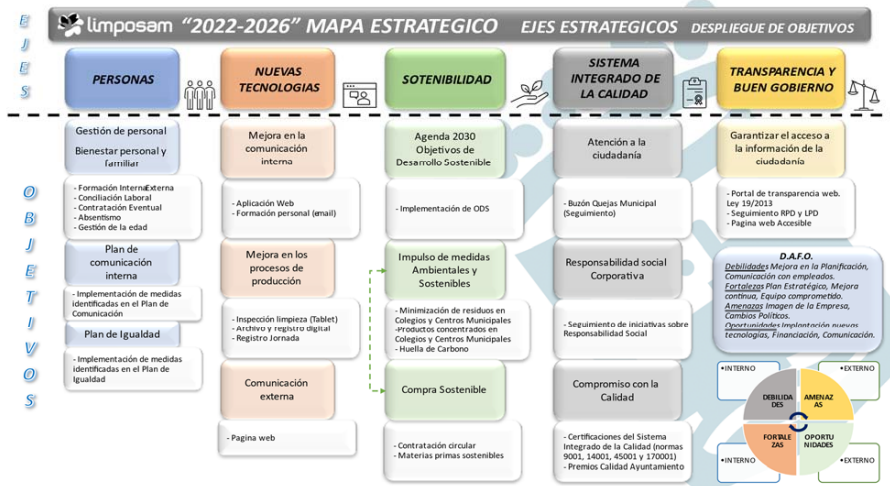 limposam "2022-2026" MAPA ESTRATEGICO EJES ESTRATEGICOS DESPLIEGUE DE OBJETIVOS
EJES
PERSONAS
NUEVAS
TECNOLOGIAS
SOTENIBILIDAD
SISTEMA
INTEGRADO DE
LA CALIDAD
TRANSPARENCIA Y
BUEN GOBIERNO
OBJETIVOS
Gestión de personal
Bienestar personal y
familiar
- Formación Interna/Externa
- Conciliación Laboral
- Contratación Eventual
- Absentismo
- Gestión de la edad
Plan de
comunicación
interna
- Implementación de medidas
identificadas en el Plan de
Comunicación
Plan de Igualdad
- Implementación de medidas
identificadas en el Plan de
Igualdad
Mejora en la
comunicación
interna
- Aplicación Web
- Formación personal (email)
Mejora en los
procesos de
producción
- Inspección limpieza (Tablet)
- Archivo y registro digital
- Registro Jornada
Comunicación
externa
- Pagina web
Agenda 2030
Objetivos de
Desarrollo Sostenible
- Implementación de ODS
Impulso de medidas
Ambientales y
Sostenibles
- Minimización de residuos en
Colegios y Centros Municipales
-Productos concentrados en
Colegios y Centros Municipales
- Huella de Carbono
Compra Sostenible
- Contratación circular
- Materias primas sostenibles
Atención a la
ciudadanía
- Buzón Quejas Municipal
(Seguimiento)
Responsabilidad social
Corporativa
- Seguimiento de iniciativas sobre
Responsabilidad Social
Compromiso con la
Calidad
- Certificaciones del Sistema
Integrado de la Calidad (normas
9001, 14001, 45001 y 170001)
- Premios Calidad Ayuntamiento
Garantizar el acceso
a la información de la
ciudadanía
- Portal de transparencia web.
Ley 19/2013
- Seguimiento RPD y LPD
- Pagina web Accesible
D.A.F.O.
Debilidades Mejora en la Planificación,
Comunicación con empleados.
Fortalezas Plan Estratégico, Mejora
continua, Equipo comprometido.
Amenazas Imagen de la Empresa,
Cambios Políticos.
Oportunidades Implantación nuevas
tecnologías, Financiación, Comunicación.
•INTERNO
•EXTERNO
DEBILIDA
DES
AMENAZ
AS
FORTALE
ZAS
OPORTU
NIDADES
•INTERNO
•EXTERNO